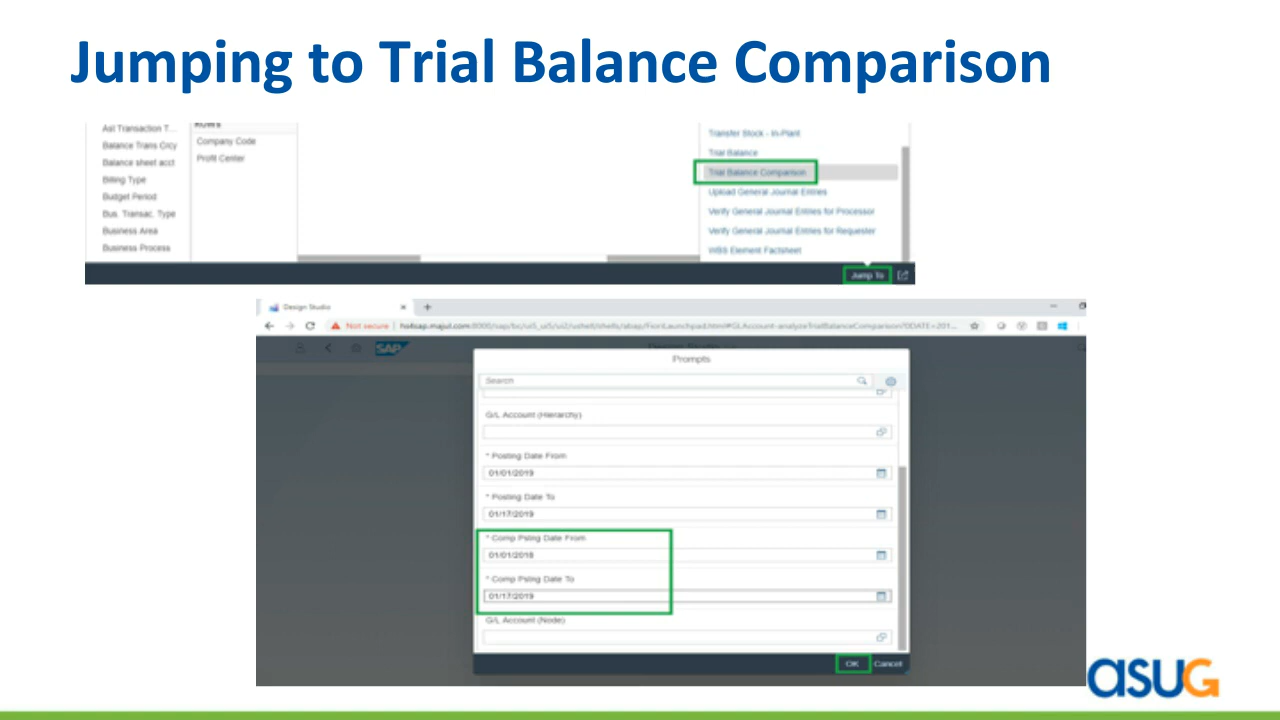 Jumping to Trial Balance Comparison
Ast Transaction T...
Balance Trans Crcy
Balance sheet acct
Billing Type
Budget Period
Bus. Transac. Type
Business Area
Business Process
ROWS
Company Code
Profit Center
Transfer Stock - In-Plant
Trial Balance
Trial Balance Comparison
Upload General Journal Entries
Verify General Journal Entries for Processor
Verify General Journal Entries for Requester
WBS Element Factsheet
Jump To
Design Studio
Not secure
SAP
Design Studio
Prompts
Search
G/L Account (Hierarchy)
* Posting Date From
01/01/2019
* Posting Date To
01/17/2019
* Comp Pstng Date From
01/01/2018
* Comp Pstng Date To
01/17/2019
G/L Account (Node)
OK Cancel
asug